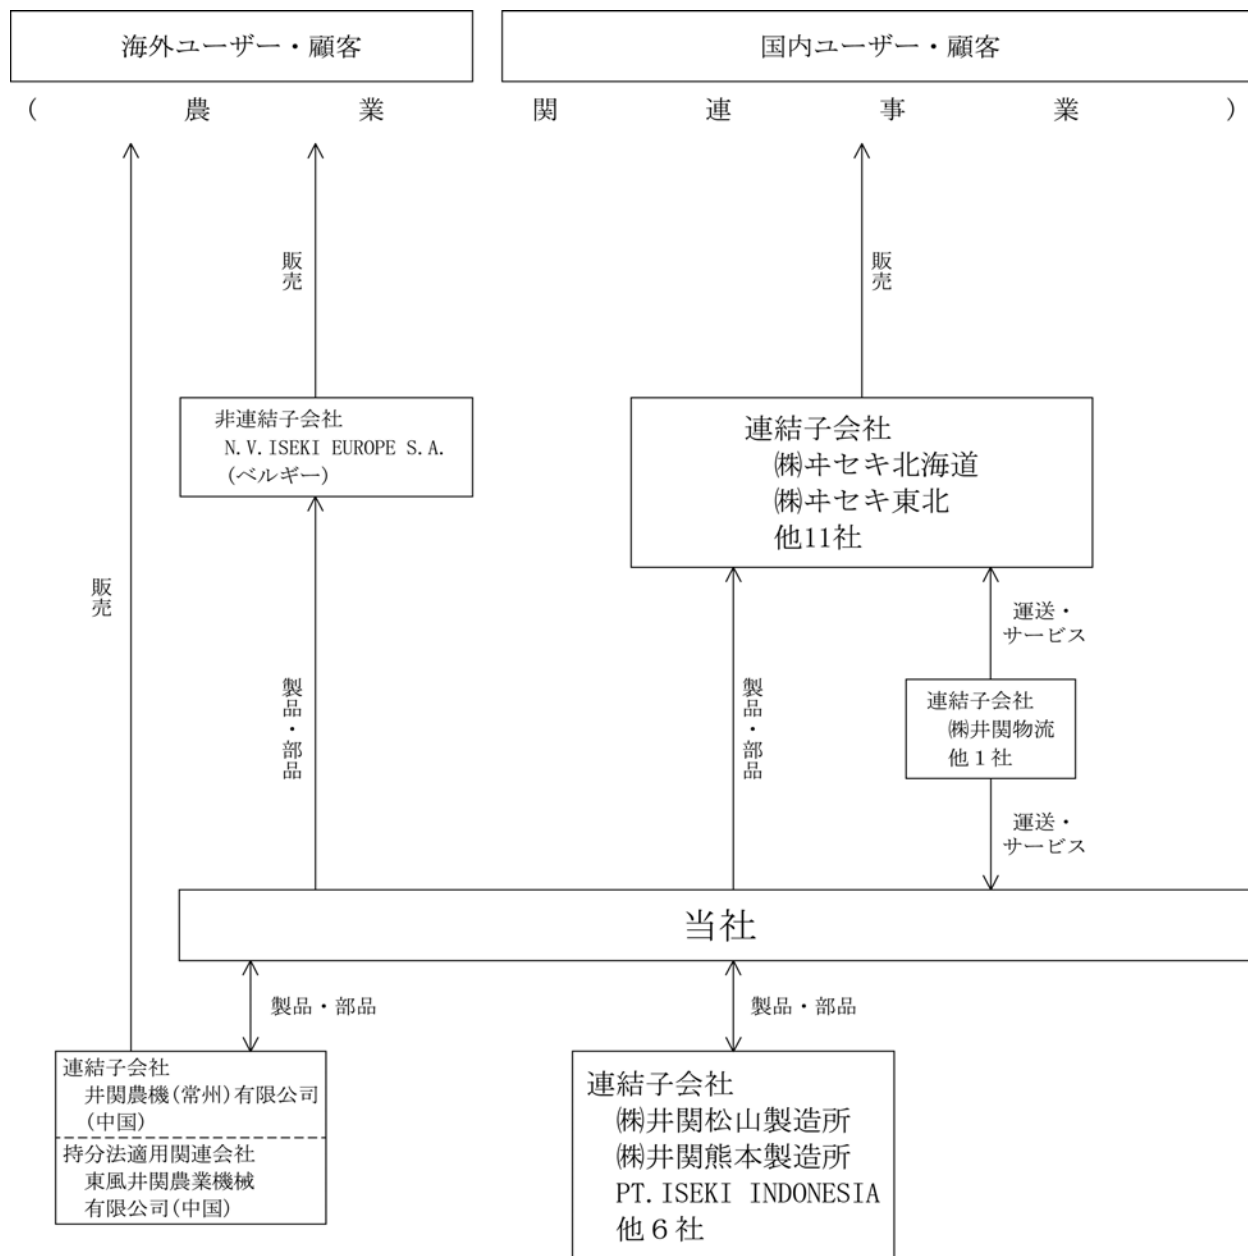 海外ユーザー・顧客
国内ユーザー・顧客
(農業関連事業)
販売
販売
非連結子会社
N.V.ISEKI EUROPE S.A.
(ベルギー)
連結子会社
㈱ヰセキ北海道
㈱ヰセキ東北
他11社
販売
運送・
サービス
製品・部品
製品・部品
連結子会社
㈱井関物流
他１社
運送・
サービス
当社
製品・部品
製品・部品
連結子会社
井関農機(常州)有限公司
(中国)
持分法適用関連会社
東風井関農業機械
有限公司(中国)
連結子会社
㈱井関松山製造所
㈱井関熊本製造所
PT.ISEKI INDONESIA
他６社